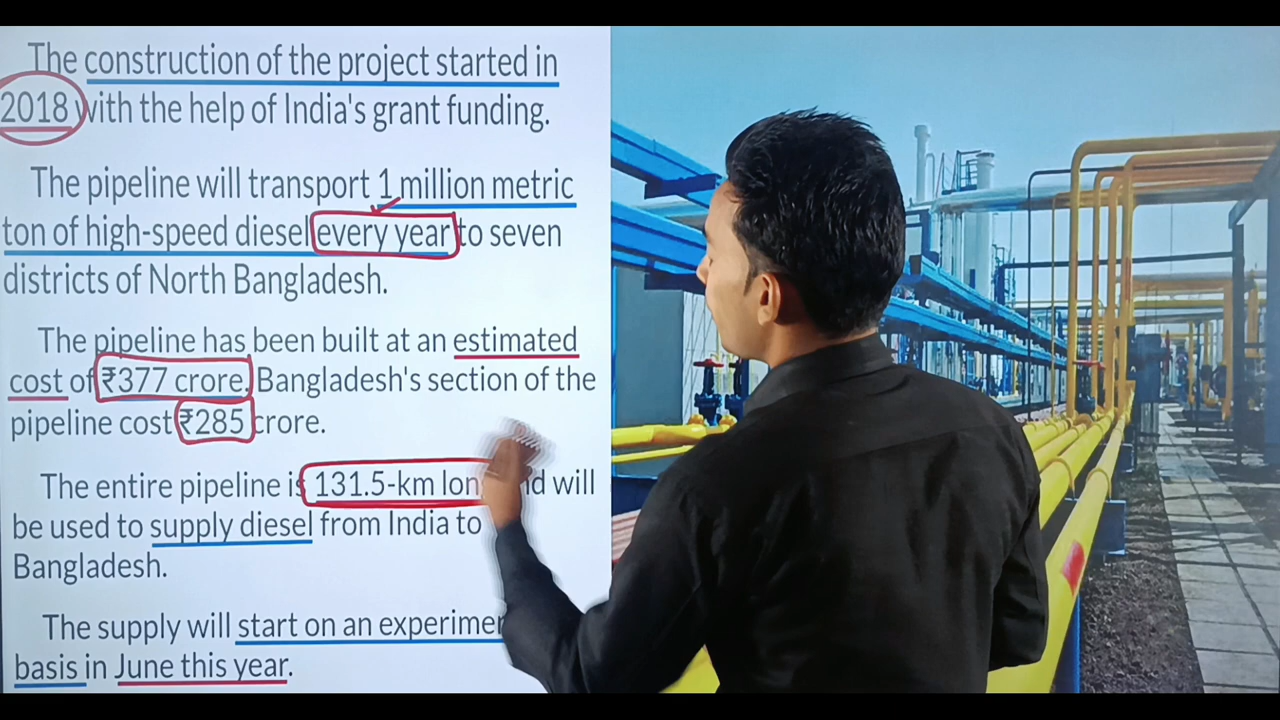 The construction of the project started in
2018 with the help of India's grant funding.
The pipeline will transport 1 million metric
ton of high-speed diesel every year to seven
districts of North Bangladesh.
The pipeline has been built at an estimated
cost of ₹377 crore. Bangladesh's section of the
pipeline cost ₹285 crore.
The entire pipeline is 131.5-km will
be used to supply diesel from India to
Bangladesh.
The supply will start on an
basis in June this year.